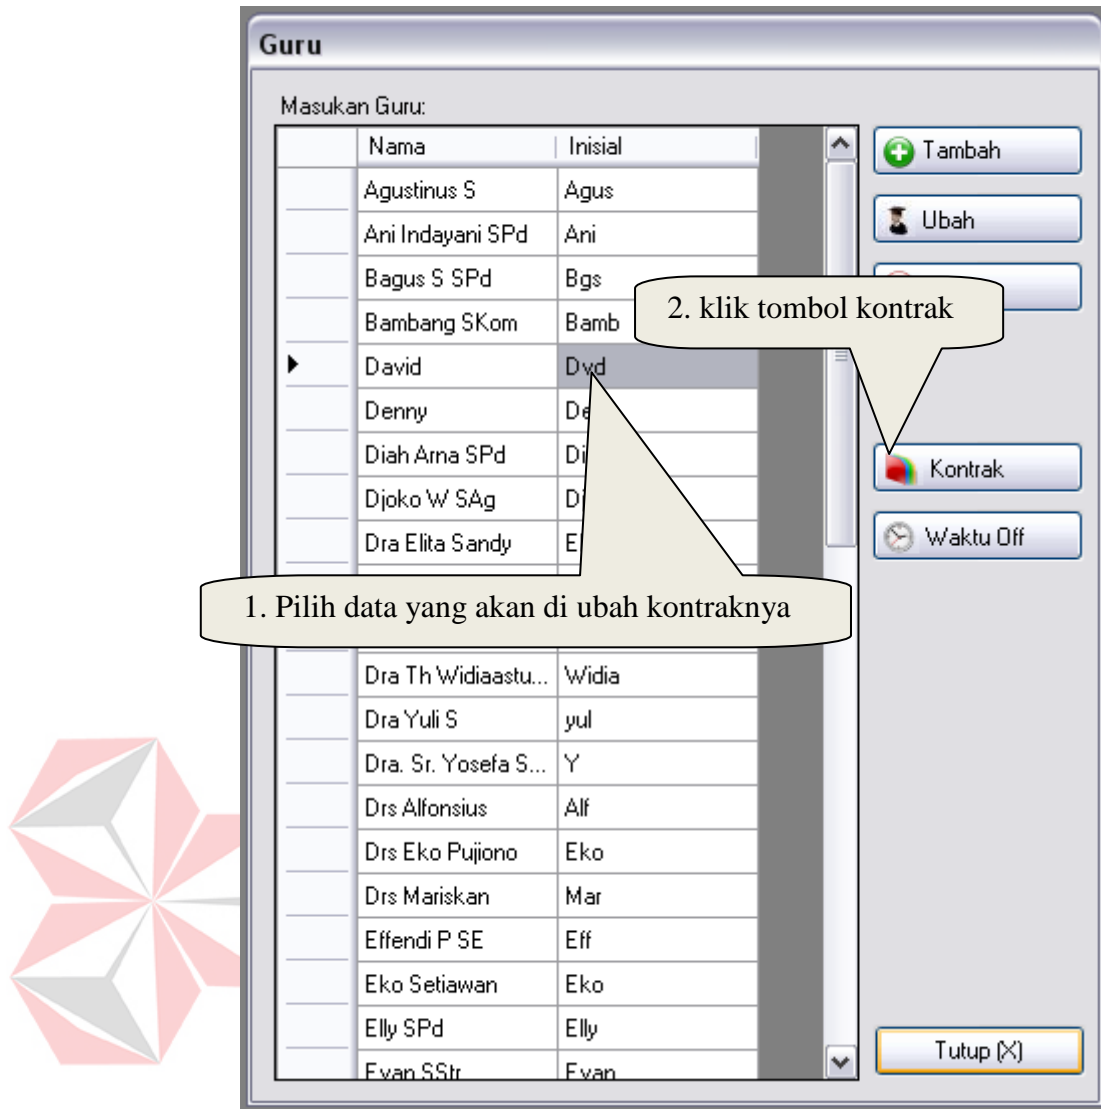 Guru
Masukan Guru:
Nama Inisial
Agustinus S Agus
Ani Indayani SPd Ani
Bagus S SPd Bgs
Bambang SKom Bamb
David Dvd
Denny
Diah Arna SPd
Djoko W SAg
Dra Elita Sandy
Dra Th Widiaastu... Widia
Dra Yuli S yul
Dra. Sr. Yosefa S... Y
Drs Alfonsius Alf
Drs Eko Pujiono Eko
Drs Mariskan Mar
Effendi P SE Eff
Eko Setiawan Eko
Elly SPd Elly
Evan SStr Evan
Tambah
Ubah
2. klik tombol kontrak
Kontrak
Waktu Off
1. Pilih data yang akan di ubah kontraknya
Tutup (X)